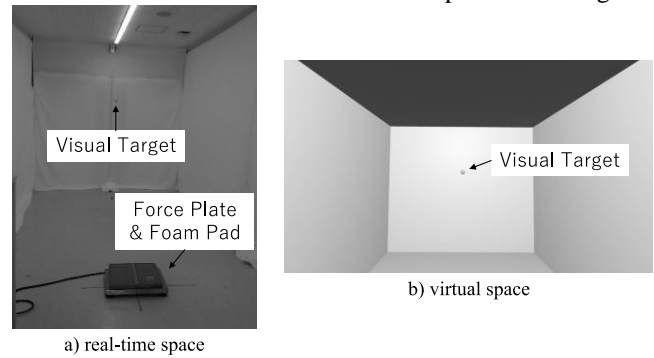 Visual Target
Force Plate
& Foam Pad
a) real-time space
Visual Target
b) virtual space